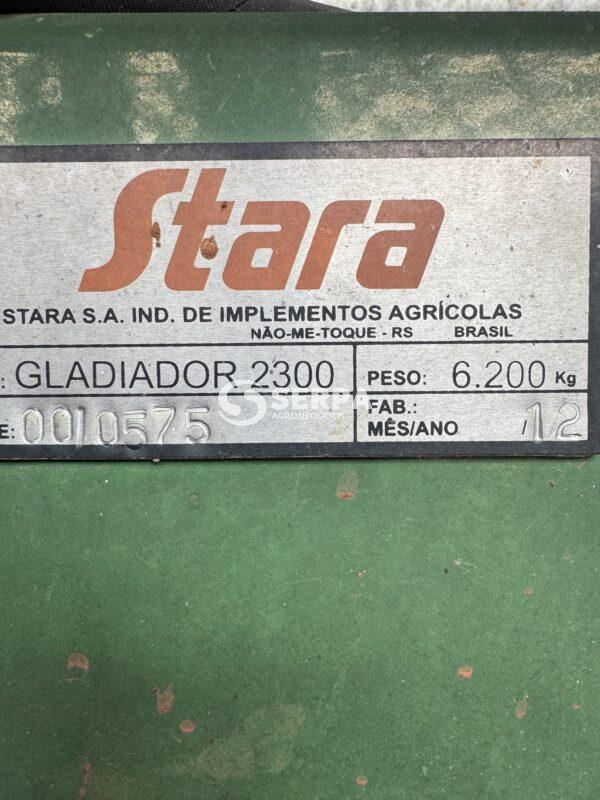 Stara
STARA S.A. IND. DE IMPLEMENTOS AGRÍCOLAS
NÃO-ME-TOQUE - RS BRASIL
: GLADIADOR 2300 PESO: 6.200 Kg
E: 0010575 FAB.: MÊS/ANO /12
SERPA
AGRONEGÓCIOS